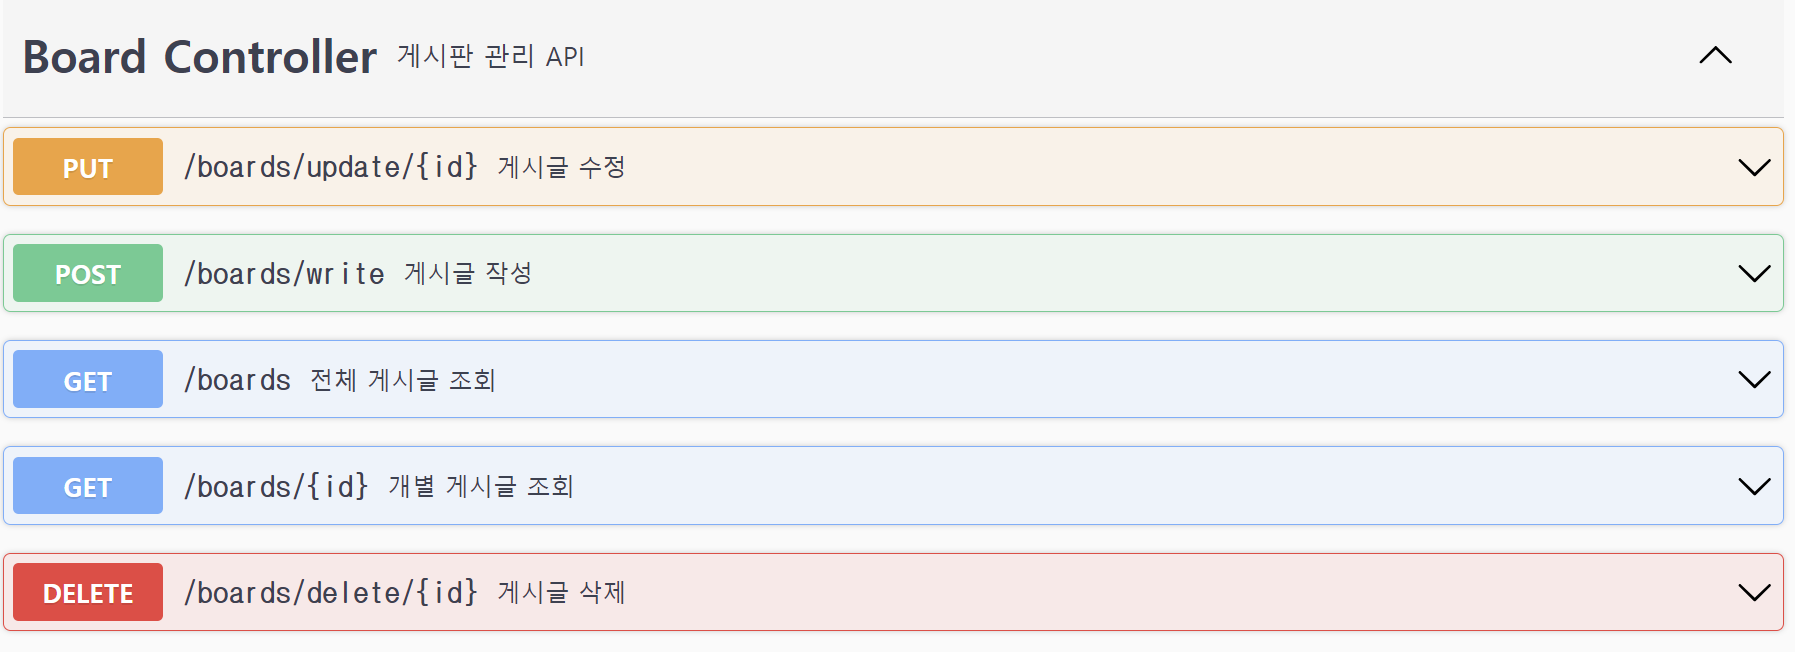 Board Controller 게시판 관리 API
PUT /boards/update/{id} 게시글 수정
POST /boards/write 게시글 작성
GET /boards 전체 게시글 조회
GET /boards/{id} 개별 게시글 조회
DELETE /boards/delete/{id} 게시글 삭제